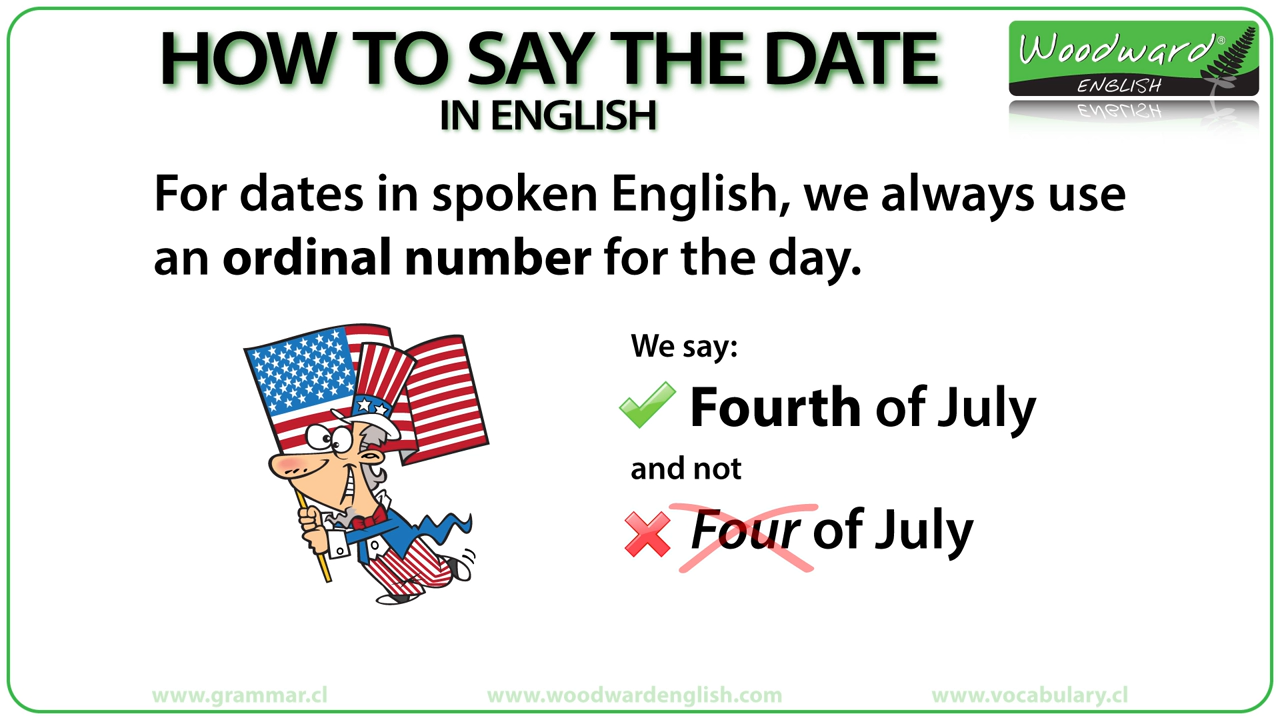 HOW TO SAY THE DATE
IN ENGLISH
Woodward®
ENGLISH
For dates in spoken English, we always use
an ordinal number for the day.
We say:
Fourth of July
and not
Four of July
www.grammar.cl
www.woodwardenglish.com
www.vocabulary.cl